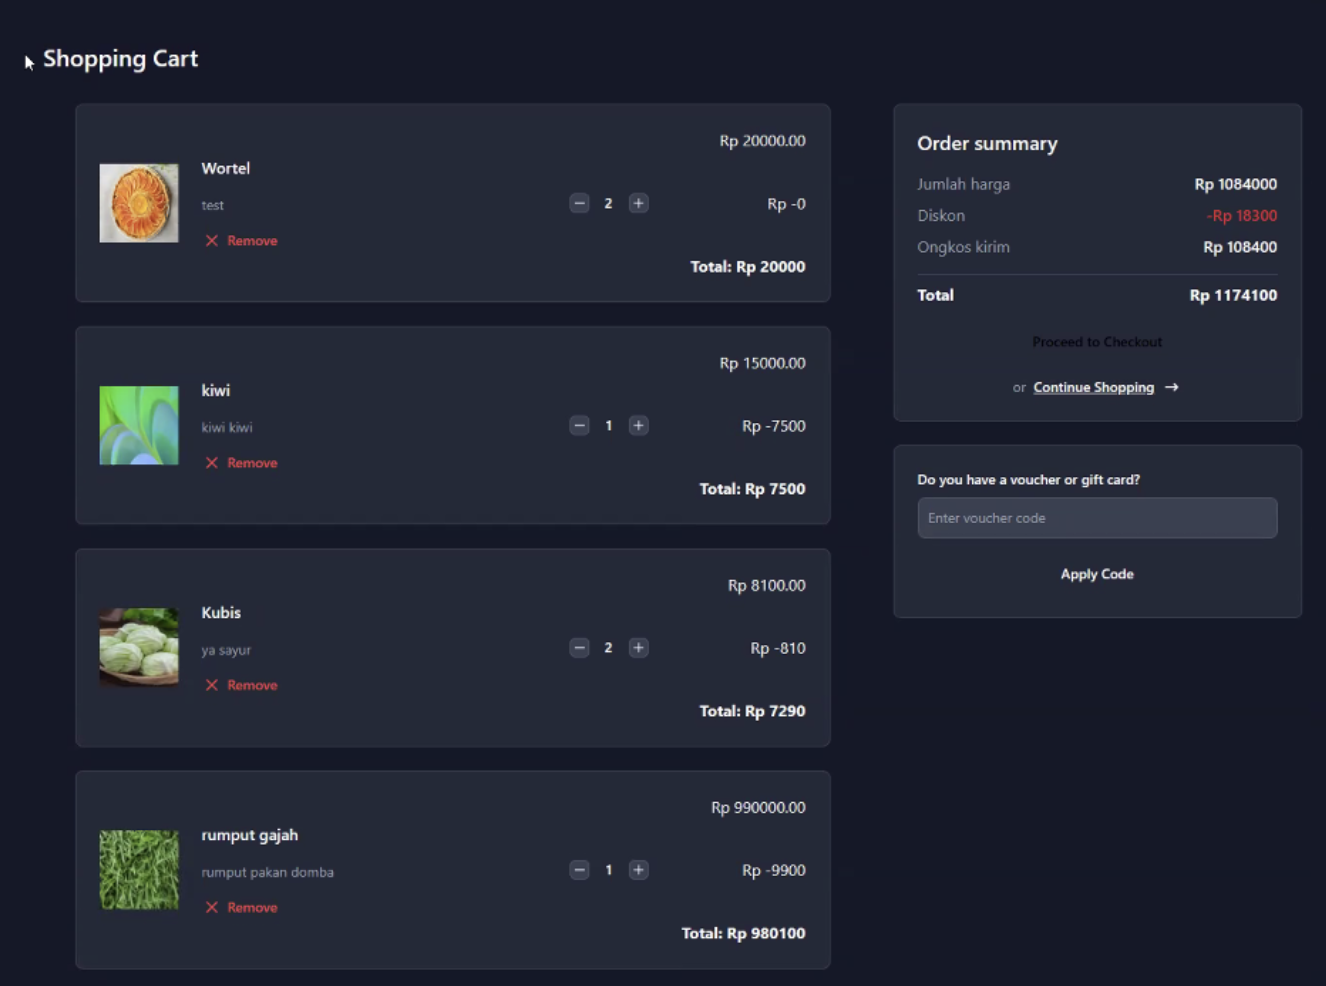 Shopping Cart
Rp 20000.00
Wortel
test
2
Rp -0
Remove
Total: Rp 20000
Rp 15000.00
kiwi
kiwi kiwi
1
Rp -7500
Remove
Total: Rp 7500
Rp 8100.00
Kubis
ya sayur
2
Rp -810
Remove
Total: Rp 7290
Rp 990000.00
rumput gajah
rumput pakan domba
1
Rp -9900
Remove
Total: Rp 980100
Order summary
Jumlah harga Rp 1084000
Diskon -Rp 18300
Ongkos kirim Rp 108400
Total Rp 1174100
Proceed to Checkout
or Continue Shopping →
Do you have a voucher or gift card?
Enter voucher code
Apply Code